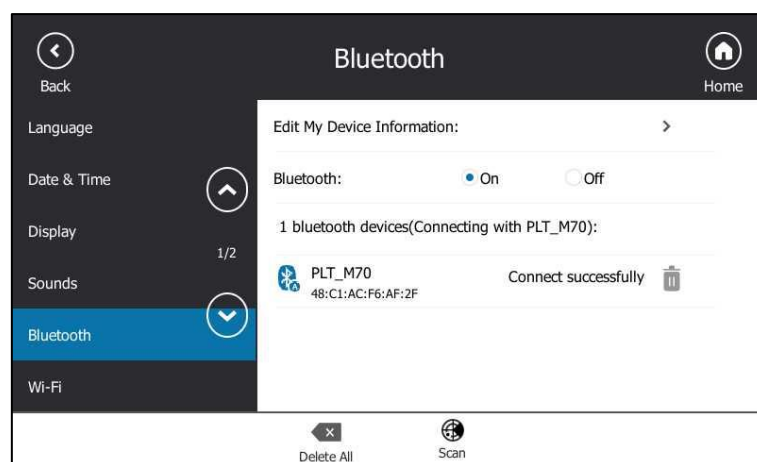 Bluetooth
Back
Home
Language
Date & Time
Display
1/2
Sounds
Bluetooth
Wi-Fi
Edit My Device Information:
Bluetooth: On Off
1 bluetooth devices(Connecting with PLT_M70):
PLT_M70 Connect successfully
48:C1:AC:F6:AF:2F
Delete All Scan